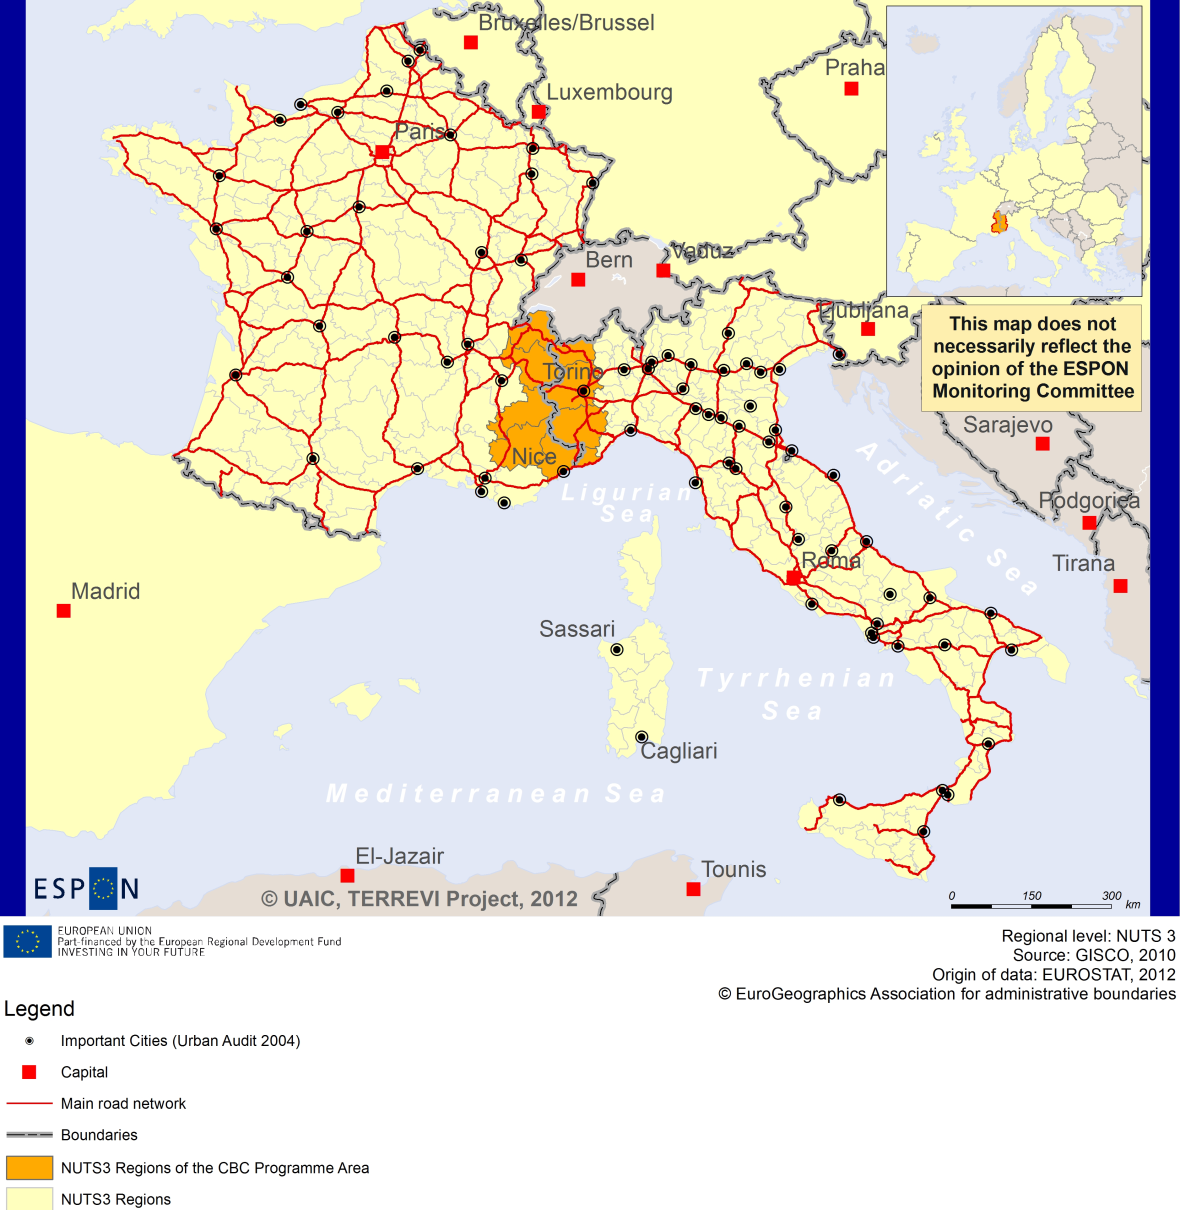 Bruxelles/Brussel
Praha
Luxembourg
Paris
Bern
Vaduz
Ljubljana
This map does not
necessarily reflect the
opinion of the ESPON
Monitoring Committee
Torino
Sarajevo
Nice
Adriatic Sea
Ligurian
Sea
Podgorica
Roma
Tirana
Madrid
Sassari
Tyrrhenian
Sea
Cagliari
Mediterranean Sea
El-Jazair
Tounis
ESPON
© UAIC, TERREVI Project, 2012
0 150 300
km
EUROPEAN UNION
Part-financed by the European Regional Development Fund
INVESTING IN YOUR FUTURE
Regional level: NUTS 3
Source: GISCO, 2010
Origin of data: EUROSTAT, 2012
© EuroGeographics Association for administrative boundaries
Legend
Important Cities (Urban Audit 2004)
Capital
Main road network
Boundaries
NUTS3 Regions of the CBC Programme Area
NUTS3 Regions